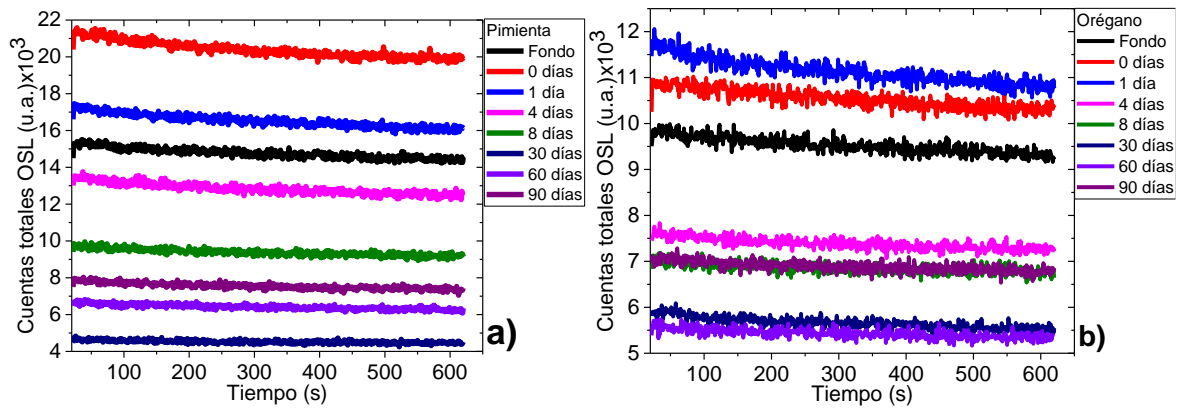 Cuentas totales OSL (u.a.)x10³
22
20
18
16
14
12
10
8
6
4
100 200 300 400 500 600
Tiempo (s)
a)
Pimienta
Fondo
0 días
1 día
4 días
8 días
30 días
60 días
90 días
Cuentas totales OSL (u.a.)x10³
12
11
10
9
8
7
6
5
100 200 300 400 500 600
Tiempo (s)
b)
Orégano
Fondo
0 días
1 día
4 días
8 días
30 días
60 días
90 días